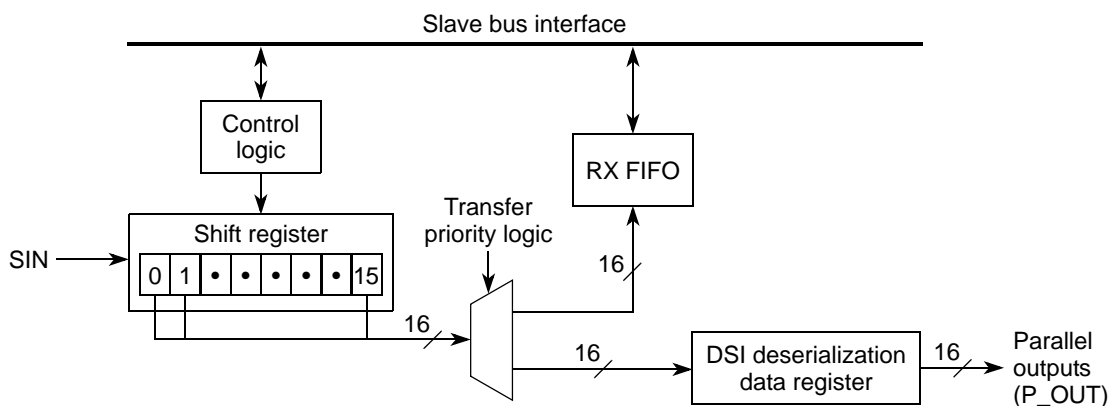 Slave bus interface
Control
logic
RX FIFO
Transfer
priority logic
Shift register
SIN
0 1 • • • • • 15
16
16
16
DSI deserialization
data register
16
Parallel
outputs
(P_OUT)